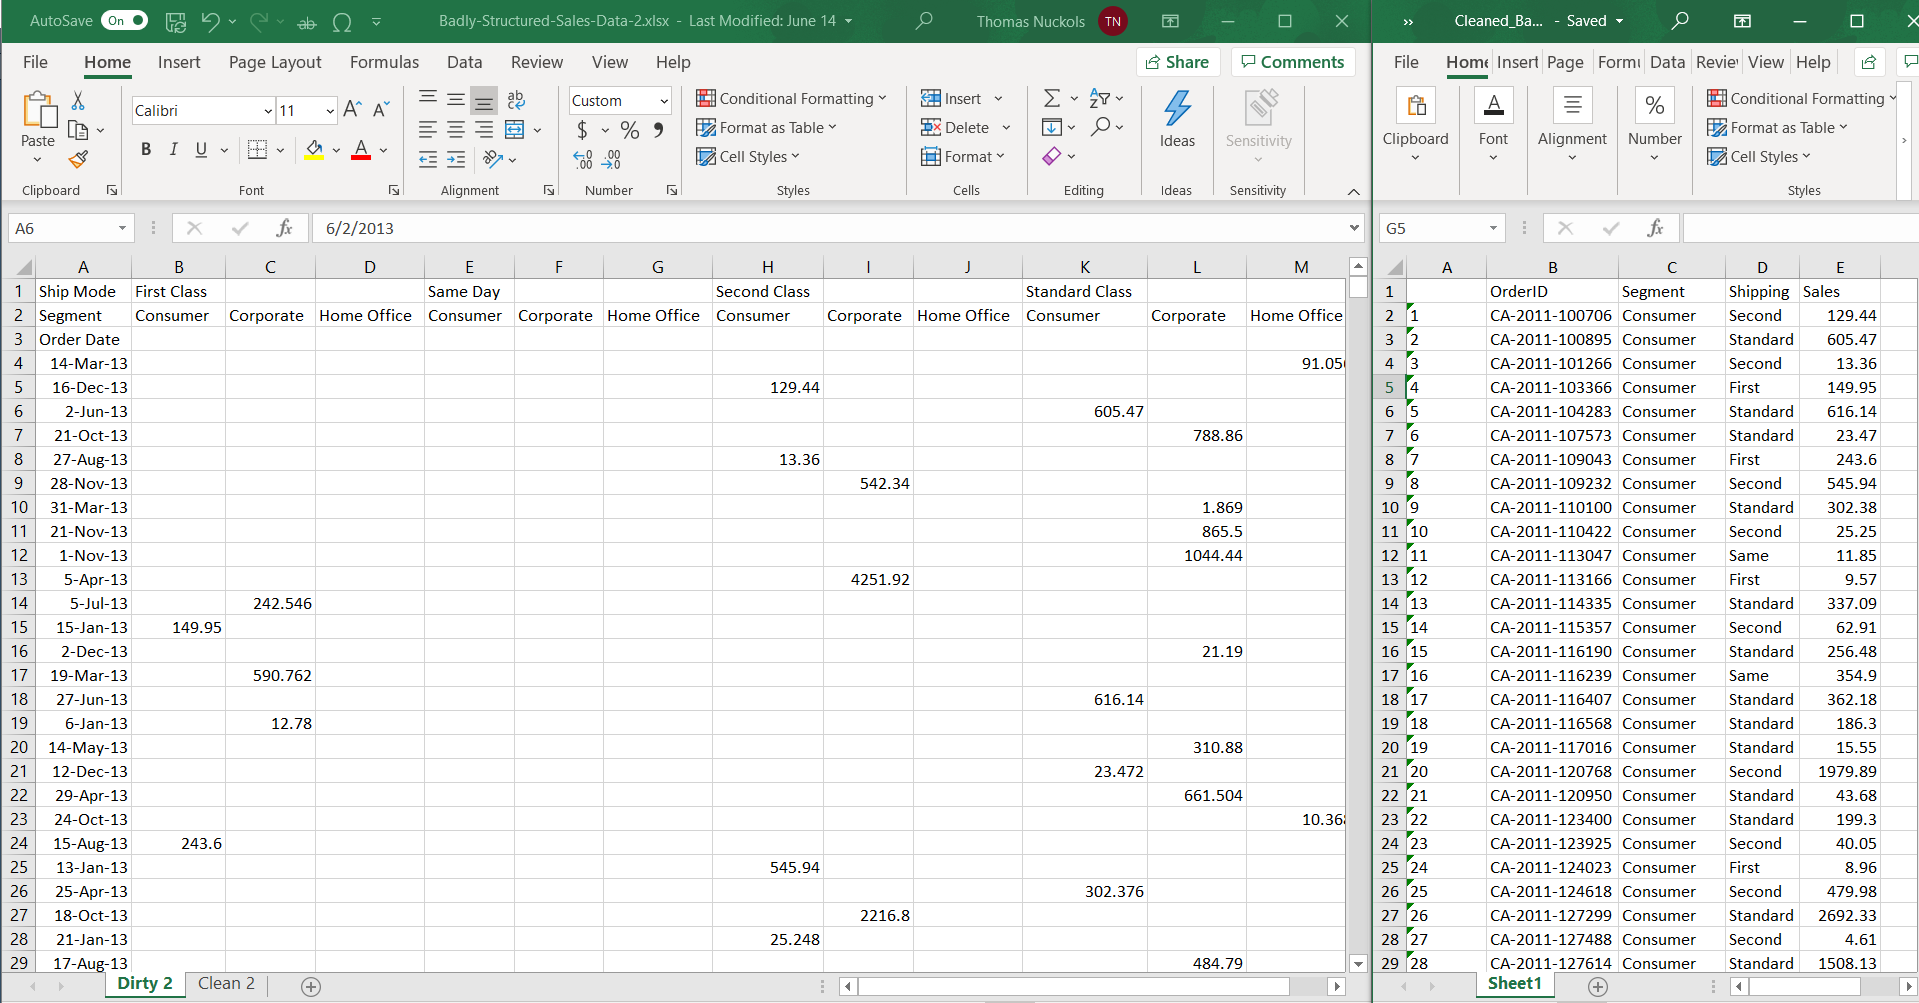 AutoSave On Badly-Structured-Sales-Data-2.xlsx - Last Modified: June 14 Thomas Nuckols TN
File Home Insert Page Layout Formulas Data Review View Help Share Comments
Calibri 11 Custom Conditional Formatting Insert
Paste B I U $ % Format as Table Delete Ideas Sensitivity
Cell Styles Format
Clipboard Font Alignment Number Styles Cells Editing Ideas Sensitivity
A6 fx 6/2/2013
A B C D E F G H I J K L M
1 Ship Mode First Class Same Day Second Class Standard Class
2 Segment Consumer Corporate Home Office Consumer Corporate Home Office Consumer Corporate Home Office Consumer Corporate Home Office
3 Order Date
4 14-Mar-13 91.05
5 16-Dec-13 129.44
6 2-Jun-13 605.47
7 21-Oct-13 788.86
8 27-Aug-13 13.36
9 28-Nov-13 542.34
10 31-Mar-13 1.869
11 21-Nov-13 865.5
12 1-Nov-13 1044.44
13 5-Apr-13 4251.92
14 5-Jul-13 242.546
15 15-Jan-13 149.95
16 2-Dec-13 21.19
17 19-Mar-13 590.762
18 27-Jun-13 616.14
19 6-Jan-13 12.78
20 14-May-13 310.88
21 12-Dec-13 23.472
22 29-Apr-13 661.504
23 24-Oct-13 10.36
24 15-Aug-13 243.6
25 13-Jan-13 545.94
26 25-Apr-13 302.376
27 18-Oct-13 2216.8
28 21-Jan-13 25.248
29 17-Aug-13 484.79
Dirty 2 Clean 2
Cleaned_Ba... - Saved
File Home Insert Page Form Data Review View Help
Clipboard Font Alignment % Number Conditional Formatting
Format as Table
Cell Styles
Styles
G5 fx
A B C D E
1 OrderID Segment Shipping Sales
2 1 CA-2011-100706 Consumer Second 129.44
3 2 CA-2011-100895 Consumer Standard 605.47
4 3 CA-2011-101266 Consumer Second 13.36
5 4 CA-2011-103366 Consumer First 149.95
6 5 CA-2011-104283 Consumer Standard 616.14
7 6 CA-2011-107573 Consumer Standard 23.47
8 7 CA-2011-109043 Consumer First 243.6
9 8 CA-2011-109232 Consumer Second 545.94
10 9 CA-2011-110100 Consumer Standard 302.38
11 10 CA-2011-110422 Consumer Second 25.25
12 11 CA-2011-113047 Consumer Same 11.85
13 12 CA-2011-113166 Consumer First 9.57
14 13 CA-2011-114335 Consumer Standard 337.09
15 14 CA-2011-115357 Consumer Second 62.91
16 15 CA-2011-116190 Consumer Standard 256.48
17 16 CA-2011-116239 Consumer Same 354.9
18 17 CA-2011-116407 Consumer Standard 362.18
19 18 CA-2011-116568 Consumer Standard 186.3
20 19 CA-2011-117016 Consumer Standard 15.55
21 20 CA-2011-120768 Consumer Second 1979.89
22 21 CA-2011-120950 Consumer Standard 43.68
23 22 CA-2011-123400 Consumer Standard 199.3
24 23 CA-2011-123925 Consumer Second 40.05
25 24 CA-2011-124023 Consumer First 8.96
26 25 CA-2011-124618 Consumer Second 479.98
27 26 CA-2011-127299 Consumer Standard 2692.33
28 27 CA-2011-127488 Consumer Second 4.61
29 28 CA-2011-127614 Consumer Standard 1508.13
Sheet1